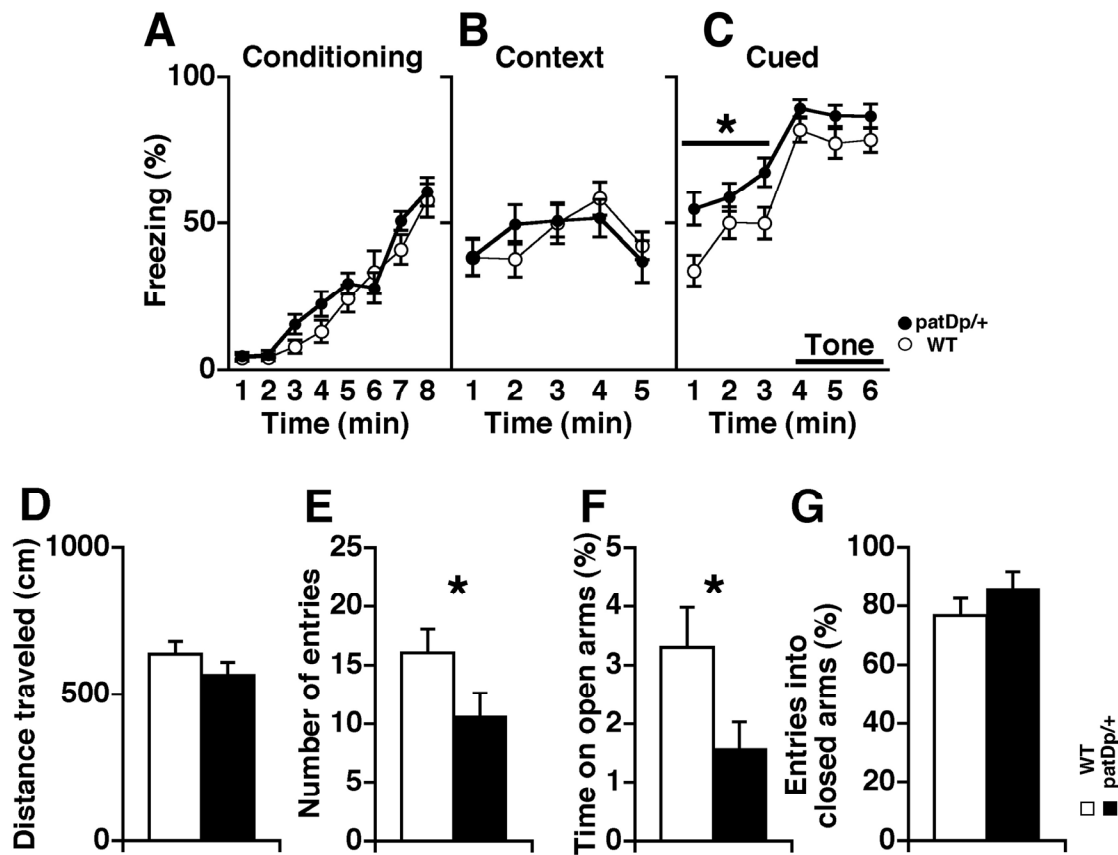 A
B
C
Conditioning
Context
Cued
Freezing (%)
100
50
0
*
Tone
patDp/+
WT
1 2 3 4 5 6 7 8
1 2 3 4 5
1 2 3 4 5 6
Time (min)
Time (min)
Time (min)
D
E
F
G
Distance traveled (cm)
1000
500
0
Number of entries
25
20
15
10
5
0
*
Time on open arms (%)
5
4
3
2
1
0
*
Entries into
closed arms (%)
100
80
60
40
20
0
WT
patDp/+